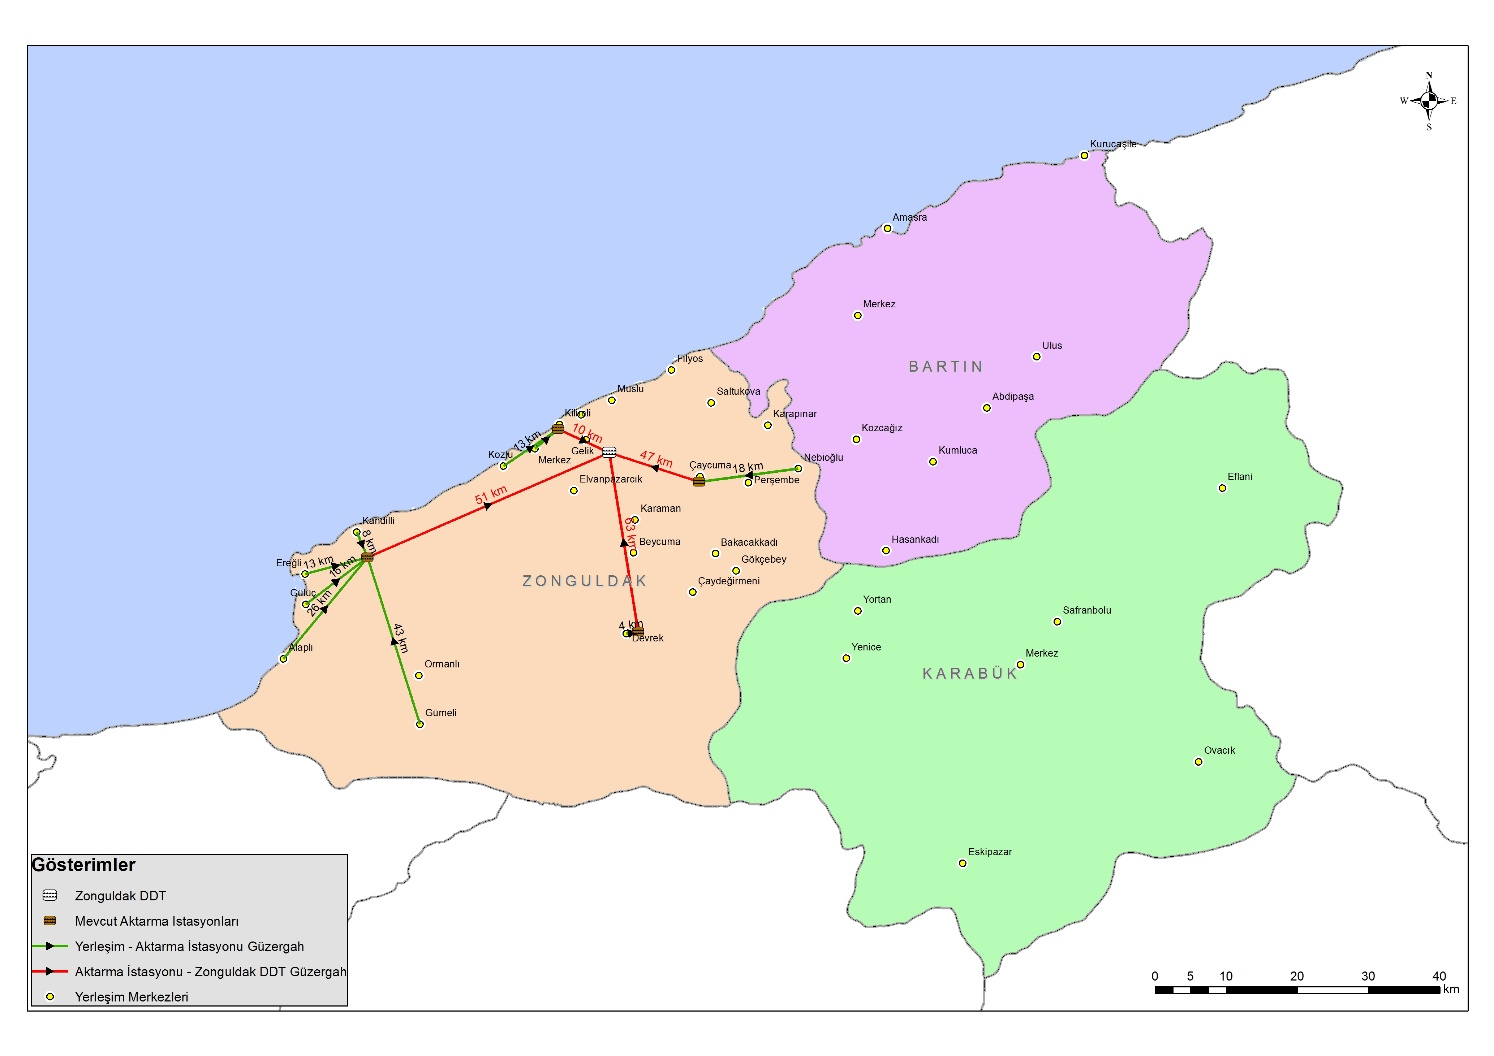 N
W E
S
Kurucaşile
Amasra
Merkez
Ulus
BARTIN
Filyos
Muslu
Saltukova
Abdipaşa
Kilimli
Karapınar
10 km
13 km
Kozcağız
Gelik
Kozlu
Merkez
47 km
Çaycuma
18 km
Nebioğlu
Kumluca
Elvanpazarcık
Perşembe
Eflani
51 km
Karaman
63 km
Kandilli
8 km
Beycuma
Bakacakkadı
Hasankadı
Ereğli
13 km
16 km
Gökçebey
ZONGULDAK
Çaydeğirmeni
Gülüç
26 km
Yortan
Safranbolu
4 km
Devrek
43 km
Alaplı
Yenice
Merkez
Ormanlı
KARABÜK
Gümeli
Ovacık
Eskipazar
Gösterimler
Zonguldak DDT
Mevcut Aktarma Istasyonları
Yerleşim - Aktarma İstasyonu Güzergah
Aktarma İstasyonu - Zonguldak DDT Güzergah
Yerleşim Merkezleri
0 5 10 20 30 40
km